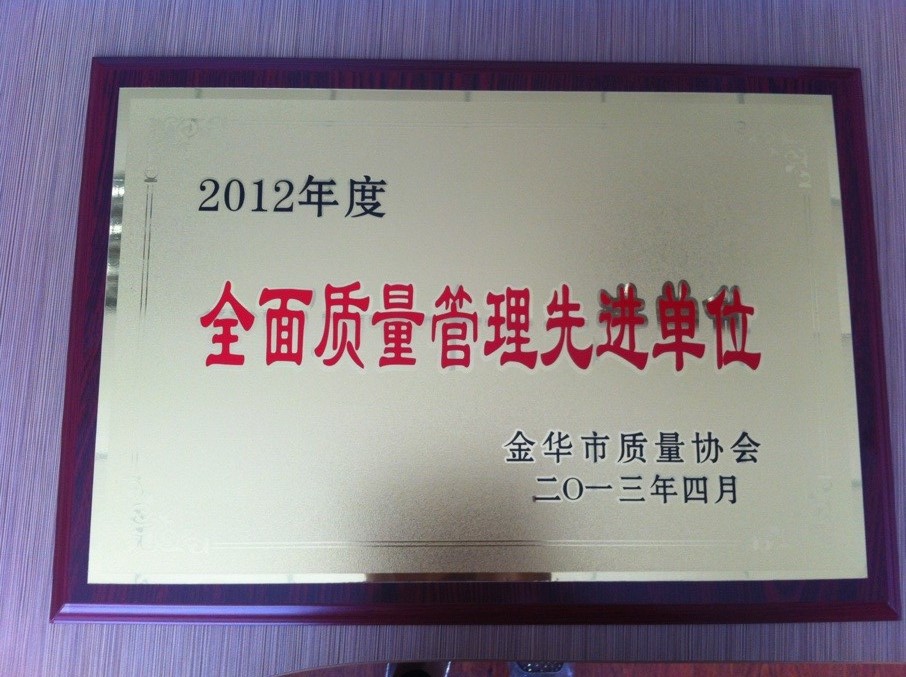 2012年度
全面质量管理先进单位
金华市质量协会
二〇一三年四月